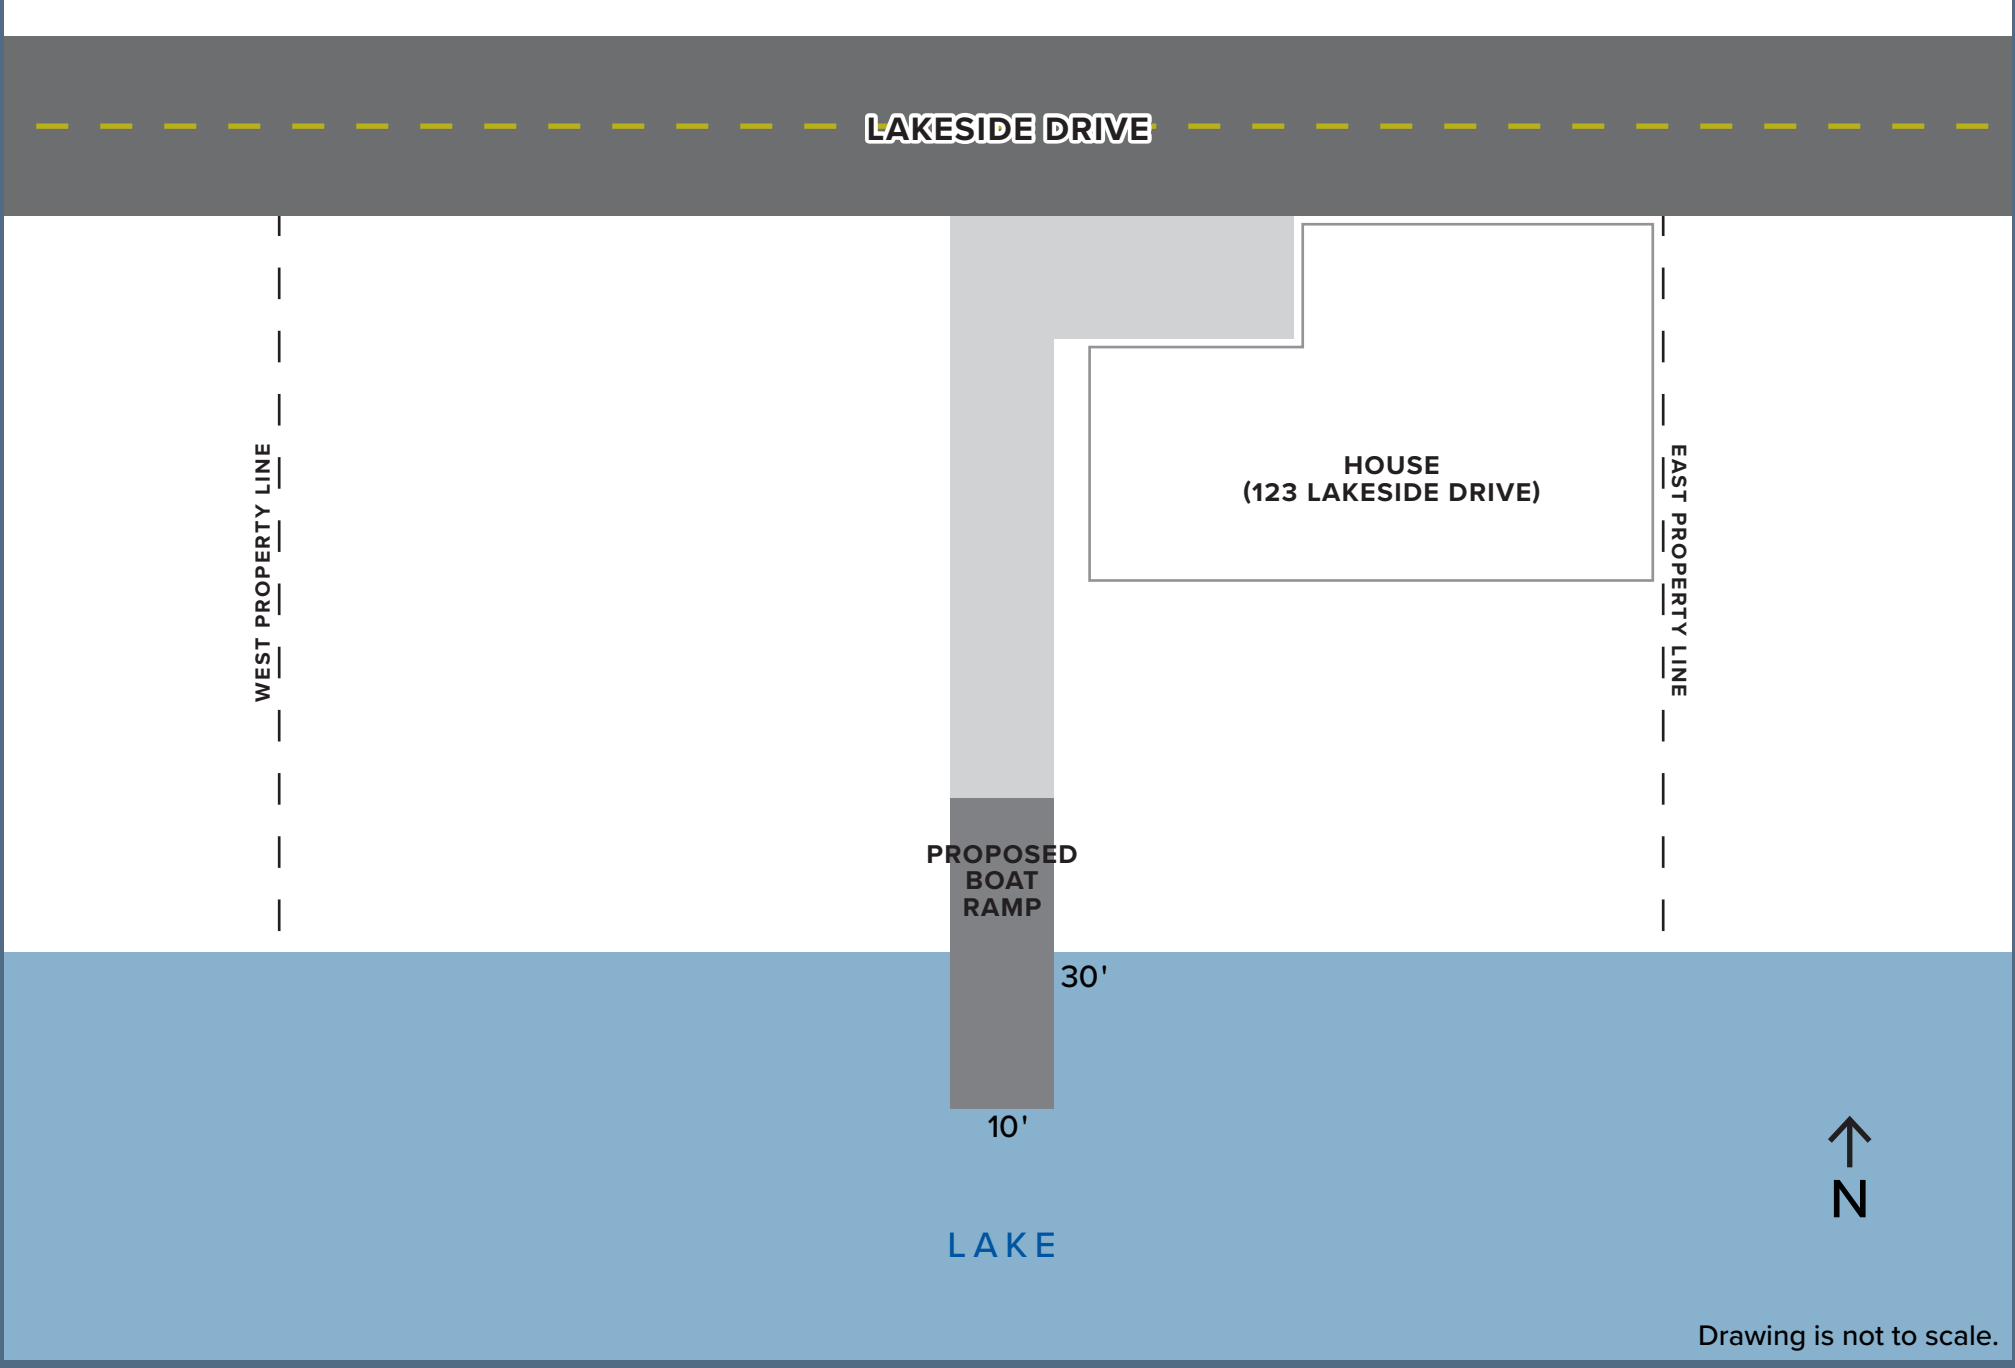 LAKESIDE DRIVE
WEST PROPERTY LINE
HOUSE
(123 LAKESIDE DRIVE)
EAST PROPERTY LINE
PROPOSED
BOAT
RAMP
30'
10'
N
LAKE
Drawing is not to scale.